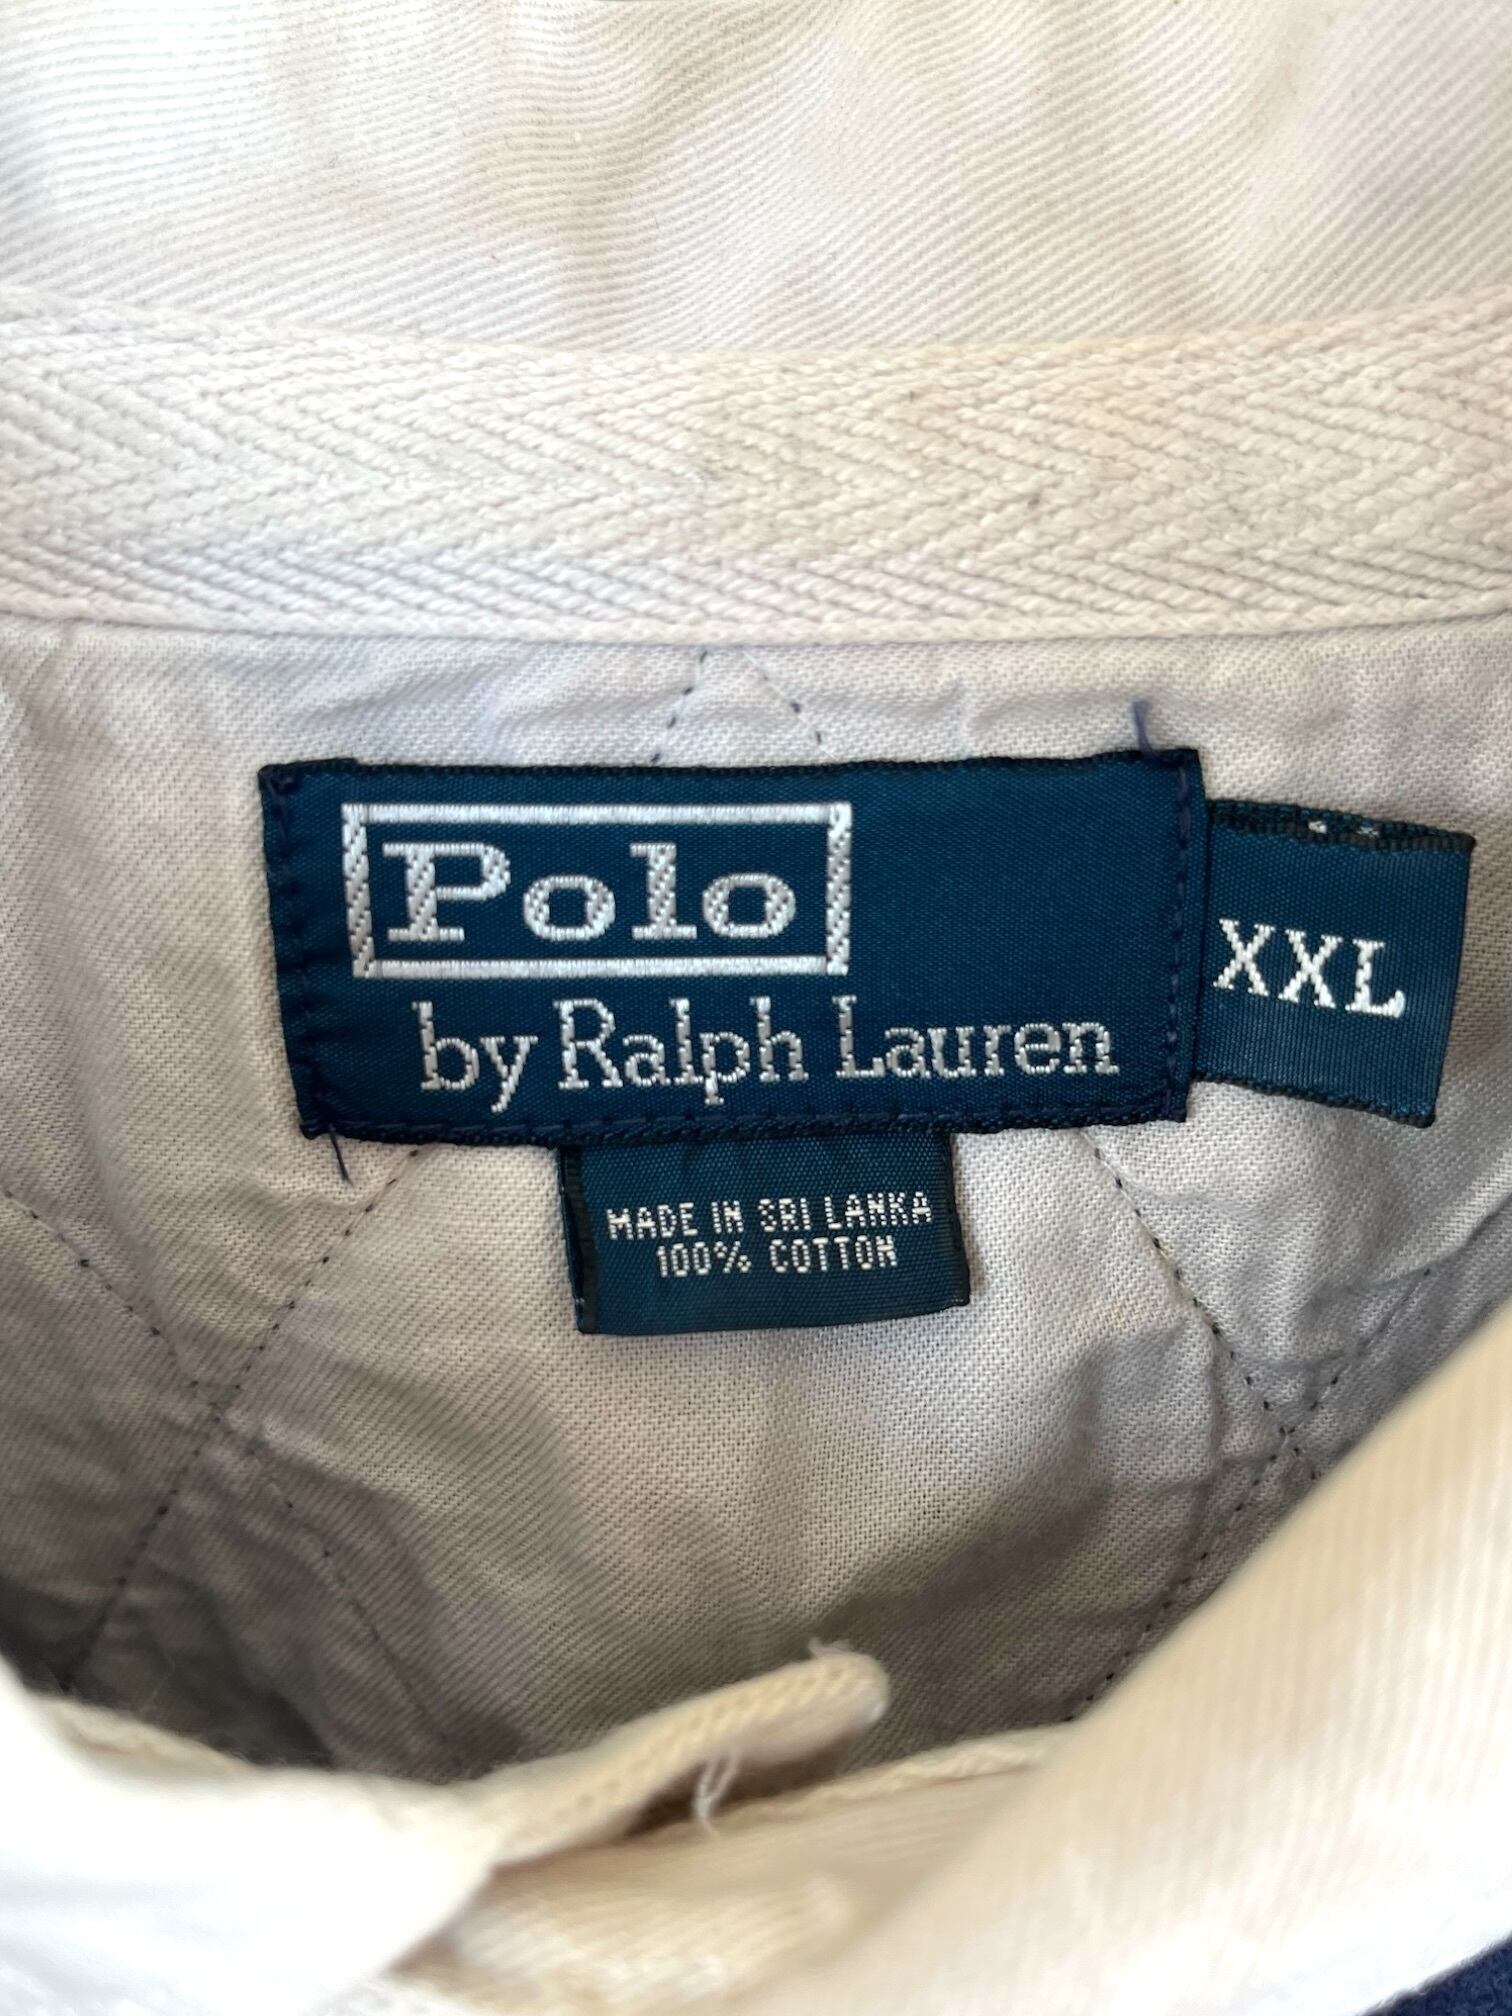 Polo
by Ralph Lauren
XXL
MADE IN SRI LANKA
100% COTTON